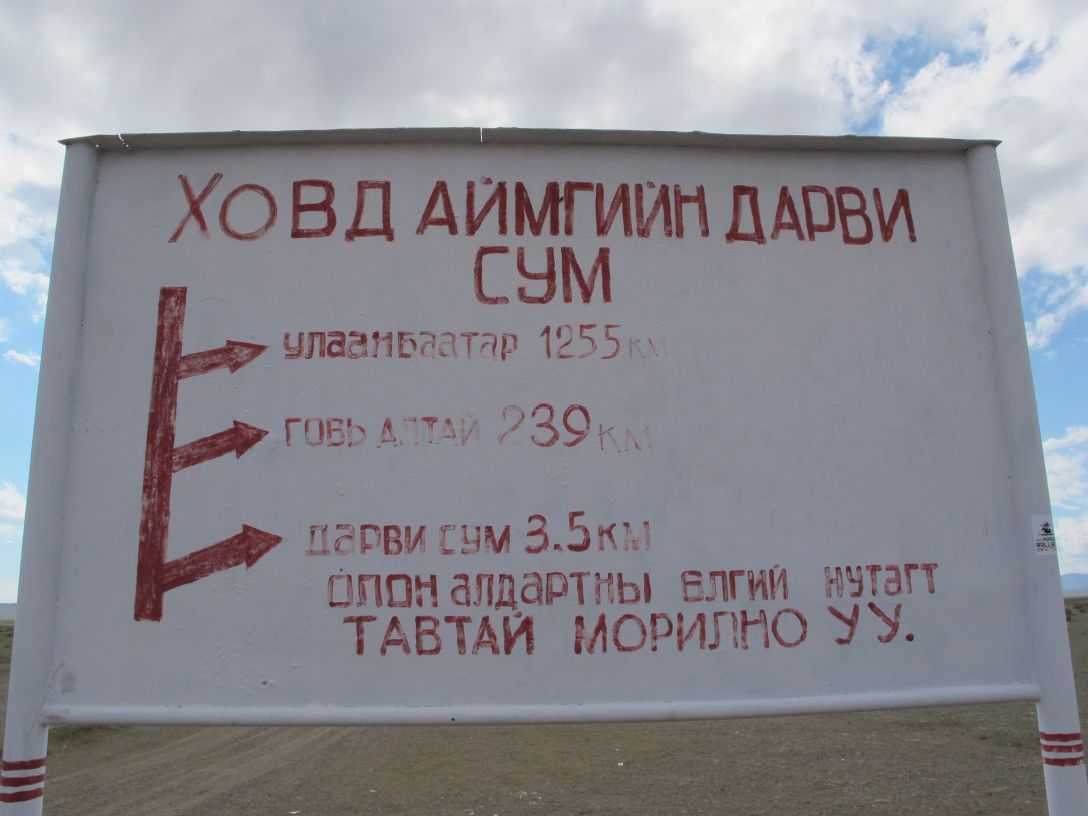 ХОВД АЙМГИЙН ДАРВИ
СУМ
улаанбаатар 1255км
говь алтай 239км
дарви сум 3.5км
олон алдартны өлгий нутагт
ТАВТАЙ МОРИЛНО УУ.